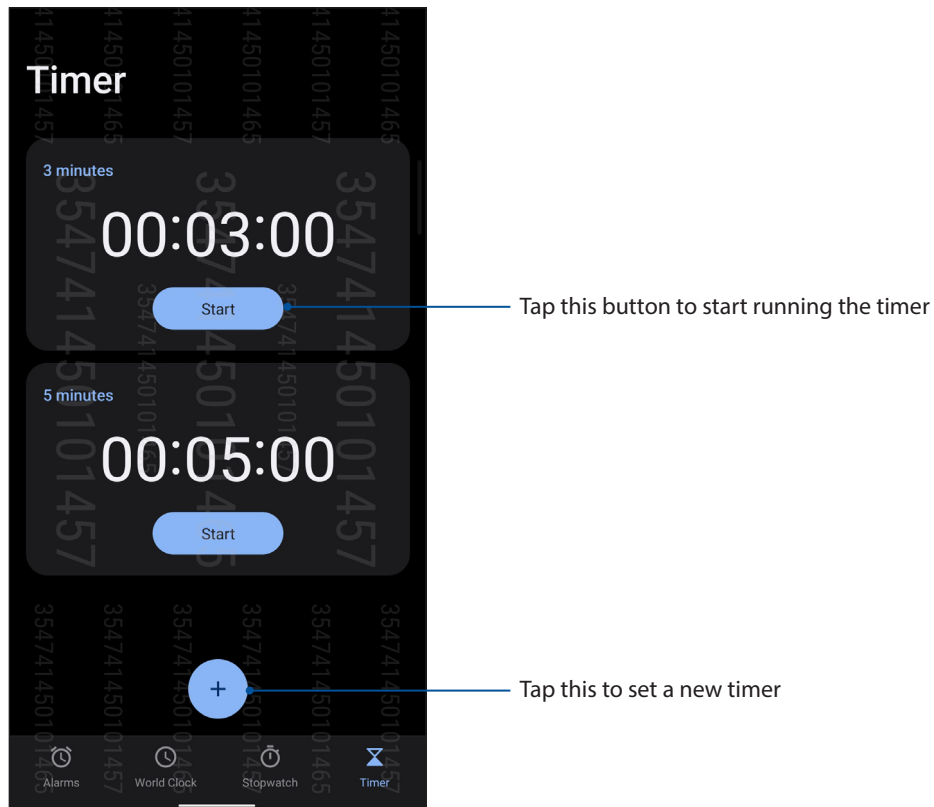 Timer
3 minutes
00:03:00
Start
Tap this button to start running the timer
5 minutes
00:05:00
Start
+
Tap this to set a new timer
Alarms
World Clock
Stopwatch
Timer